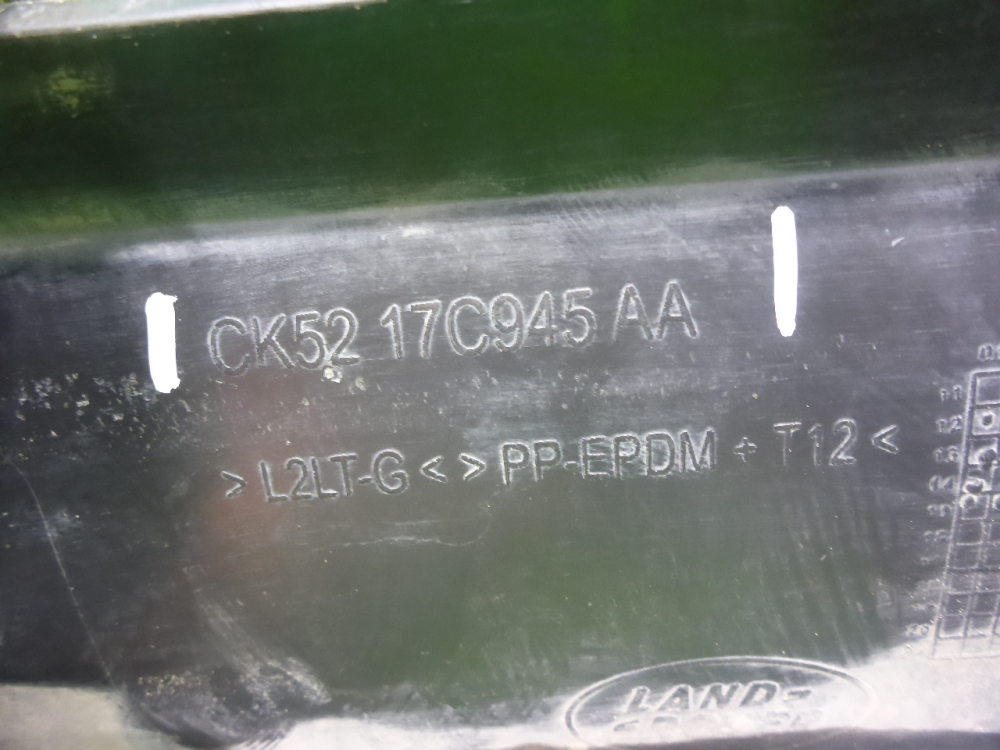 CK52 17C945 AA
>L2LT-G<>PP-EPDM + T12<
LAND-